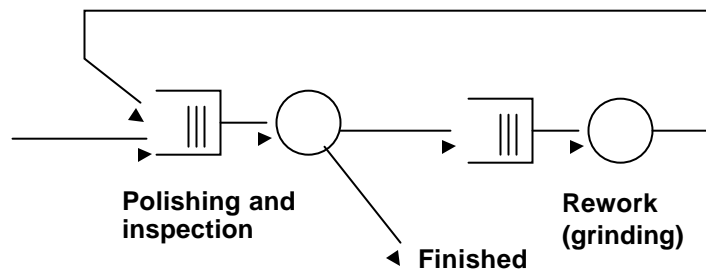 Polishing and
inspection
Finished
Rework
(grinding)